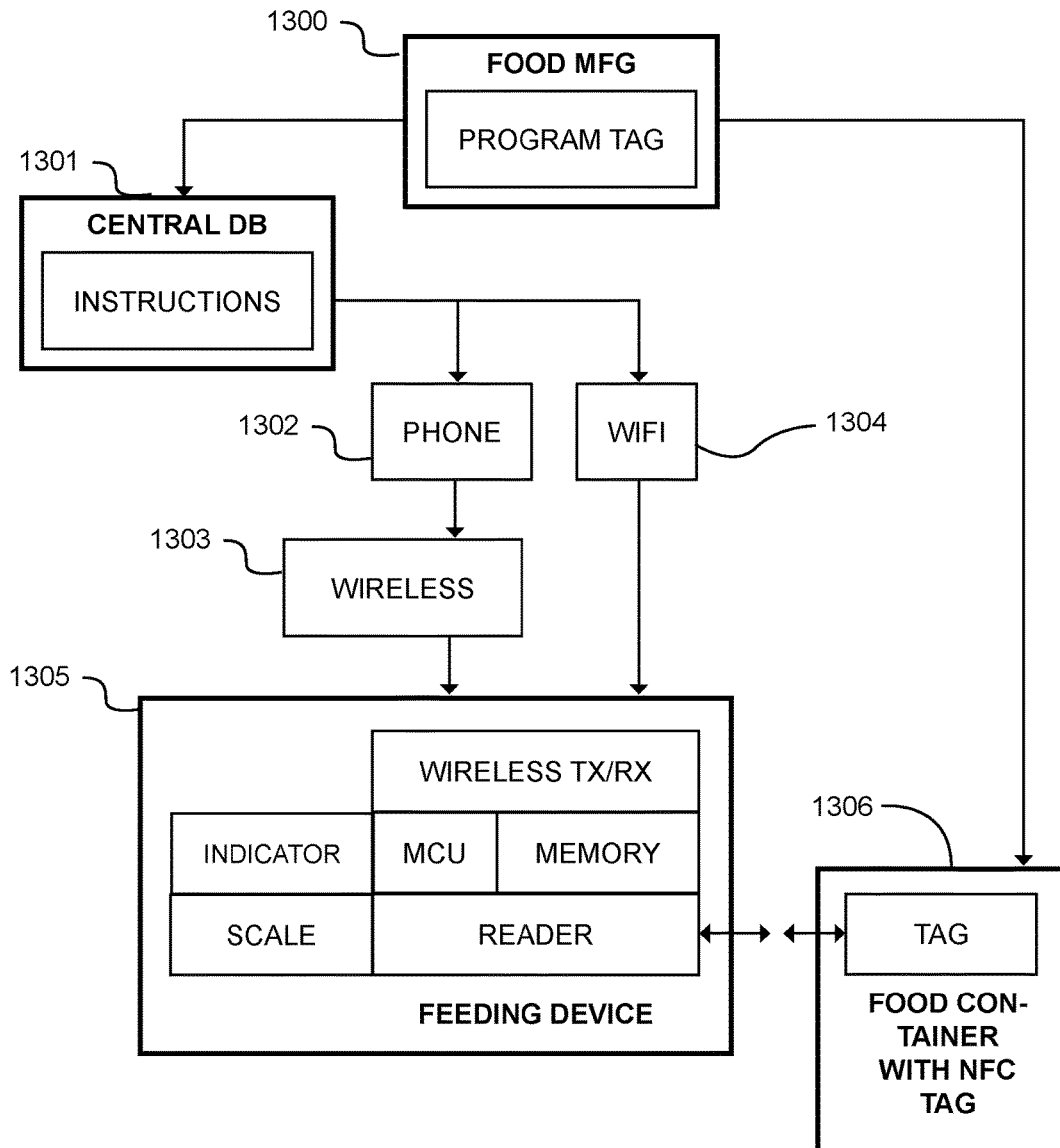 1300
FOOD MFG
PROGRAM TAG
1301
CENTRAL DB
INSTRUCTIONS
1302
PHONE
WIFI
1304
1303
WIRELESS
1305
WIRELESS TX/RX
INDICATOR
MCU
MEMORY
SCALE
READER
FEEDING DEVICE
1306
TAG
FOOD CON-
TAINER
WITH NFC
TAG